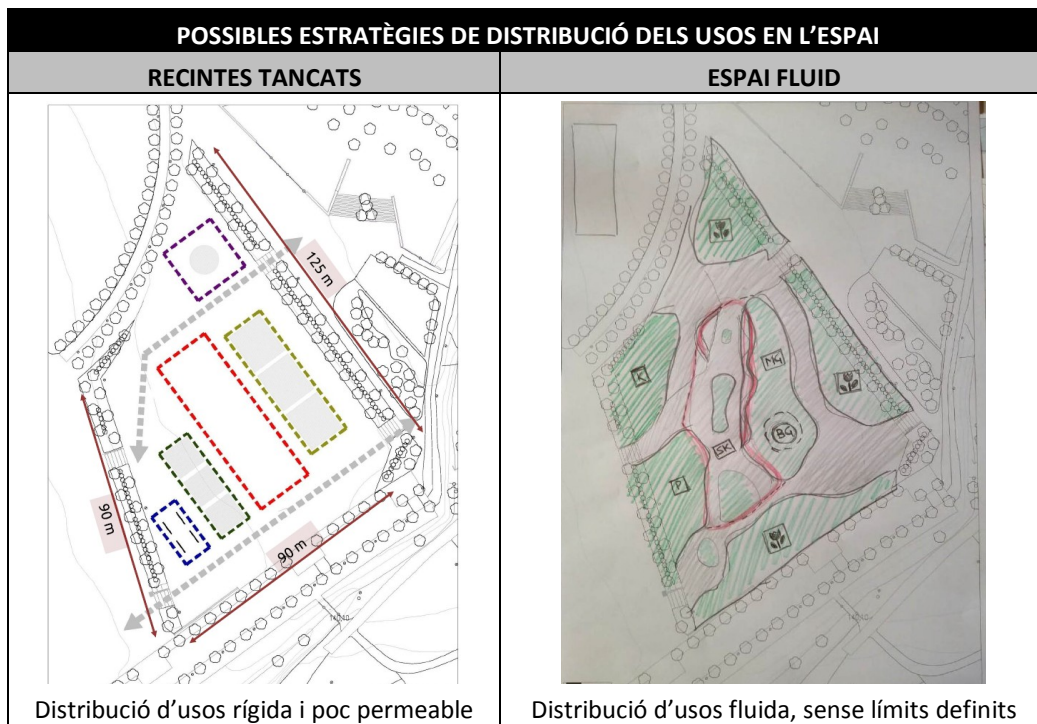 POSSIBLES ESTRATÈGIES DE DISTRIBUCIÓ DELS USOS EN L'ESPAI
RECINTES TANCATS
ESPAI FLUID
125 m
90 m
90 m
K
MG
BG
SK
P
Distribució d'usos rígida i poc permeable
Distribució d'usos fluida, sense límits definits